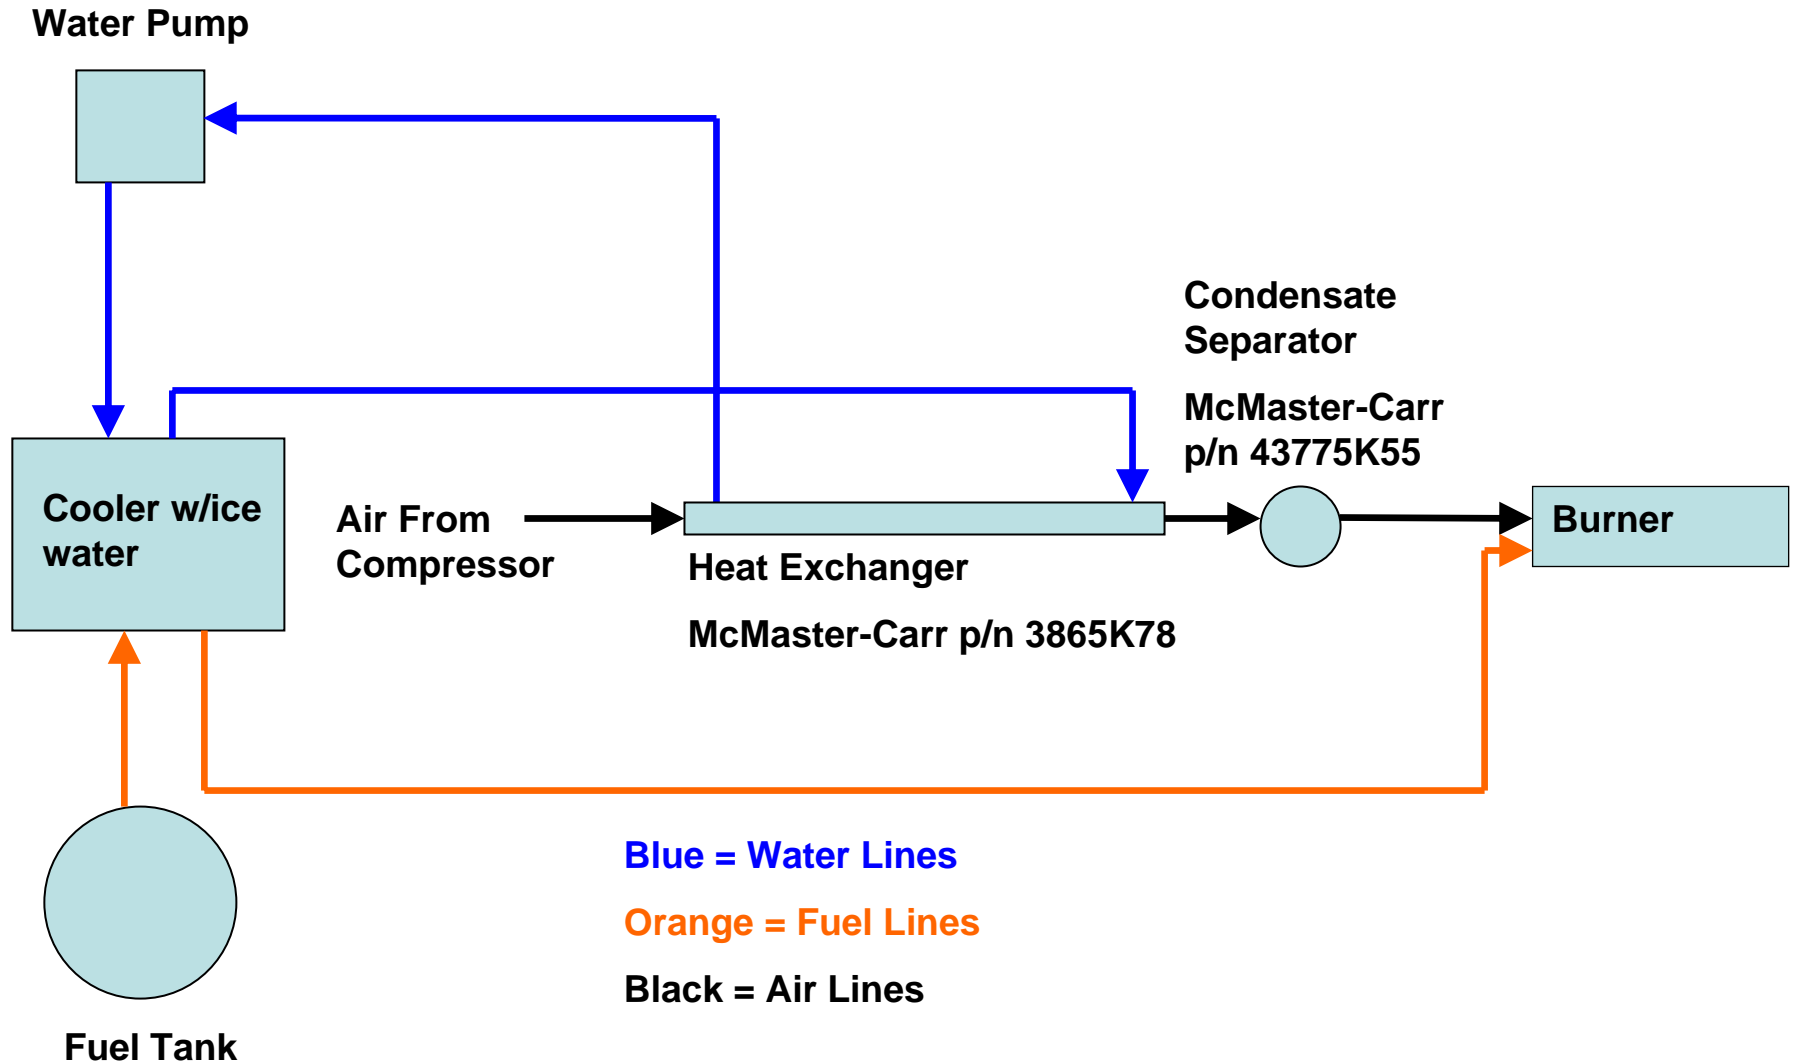 Water Pump
Condensate
Separator
McMaster-Carr
p/n 43775K55
Cooler w/ice
water
Air From
Compressor
Heat Exchanger
McMaster-Carr p/n 3865K78
Burner
Blue = Water Lines
Orange = Fuel Lines
Black = Air Lines
Fuel Tank